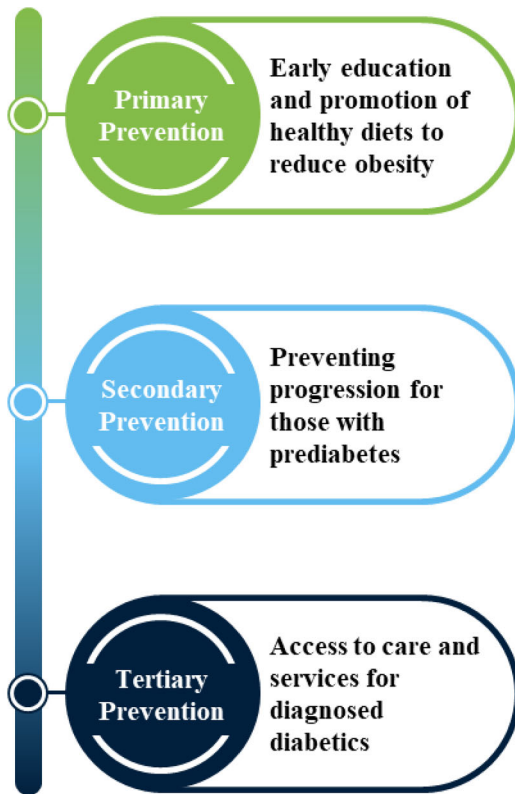 Primary
Prevention
Early education
and promotion of
healthy diets to
reduce obesity
Secondary
Prevention
Preventing
progression for
those with
prediabetes
Tertiary
Prevention
Access to care and
services for
diagnosed
diabetics